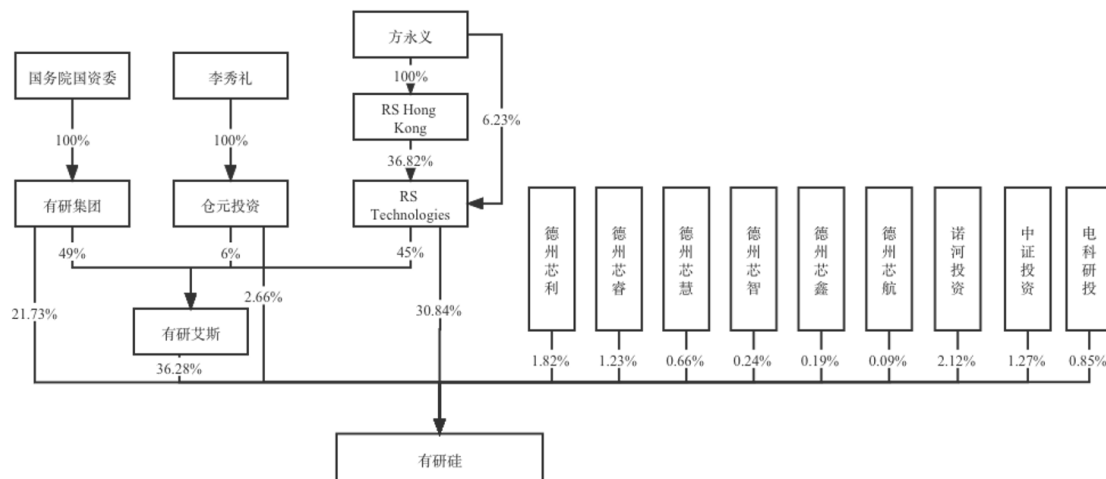 方永义
国务院国资委
李秀礼
100%
RS Hong
Kong
6.23%
100%
100%
36.82%
有研集团
仓元投资
RS
Technologies
德州芯利
德州芯睿
德州芯慧
德州芯智
德州芯鑫
德州芯航
诺河投资
中证投资
电科研投
49%
6%
45%
21.73%
2.66%
30.84%
有研艾斯
36.28%
1.82%
1.23%
0.66%
0.24%
0.19%
0.09%
2.12%
1.27%
0.85%
有研硅